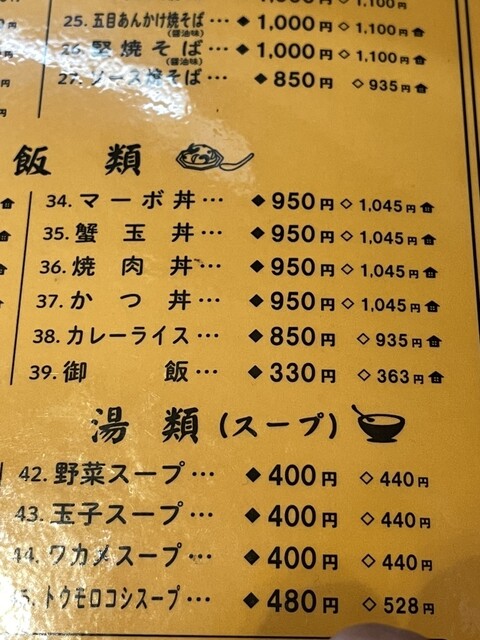 ◇ 1,100円
25. 五目あんかけ焼そば… ◆ 1,000円 ◇ 1,100円
(醤油味)
26. 堅焼そば… ◆ 1,000円 ◇ 1,100円
(醤油味)
27. ソース焼そば… ◆ 850円 ◇ 935円
飯類
34. マーボ丼… ◆ 950円 ◇ 1,045円
35. 蟹玉丼… ◆ 950円 ◇ 1,045円
36. 焼肉丼… ◆ 950円 ◇ 1,045円
37. かつ丼… ◆ 950円 ◇ 1,045円
38. カレーライス… ◆ 850円 ◇ 935円
39. 御飯… ◆ 330円 ◇ 363円
湯類(スープ)
42. 野菜スープ… ◆ 400円 ◇ 440円
43. 玉子スープ… ◆ 400円 ◇ 440円
44. ワカメスープ… ◆ 400円 ◇ 440円
5. トウモロコシスープ… ◆ 480円 ◇ 528円